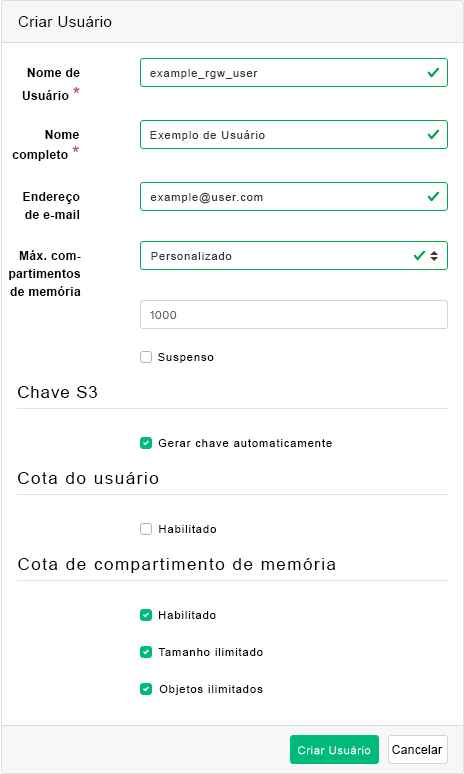 Criar Usuário
Nome de
Usuário *
example_rgw_user
Nome
completo *
Exemplo de Usuário
Endereço
de e-mail
example@user.com
Máx. com-
partimentos
de memória
Personalizado
1000
Suspenso
Chave S3
Gerar chave automaticamente
Cota do usuário
Habilitado
Cota de compartimento de memória
Habilitado
Tamanho ilimitado
Objetos ilimitados
Criar Usuário
Cancelar